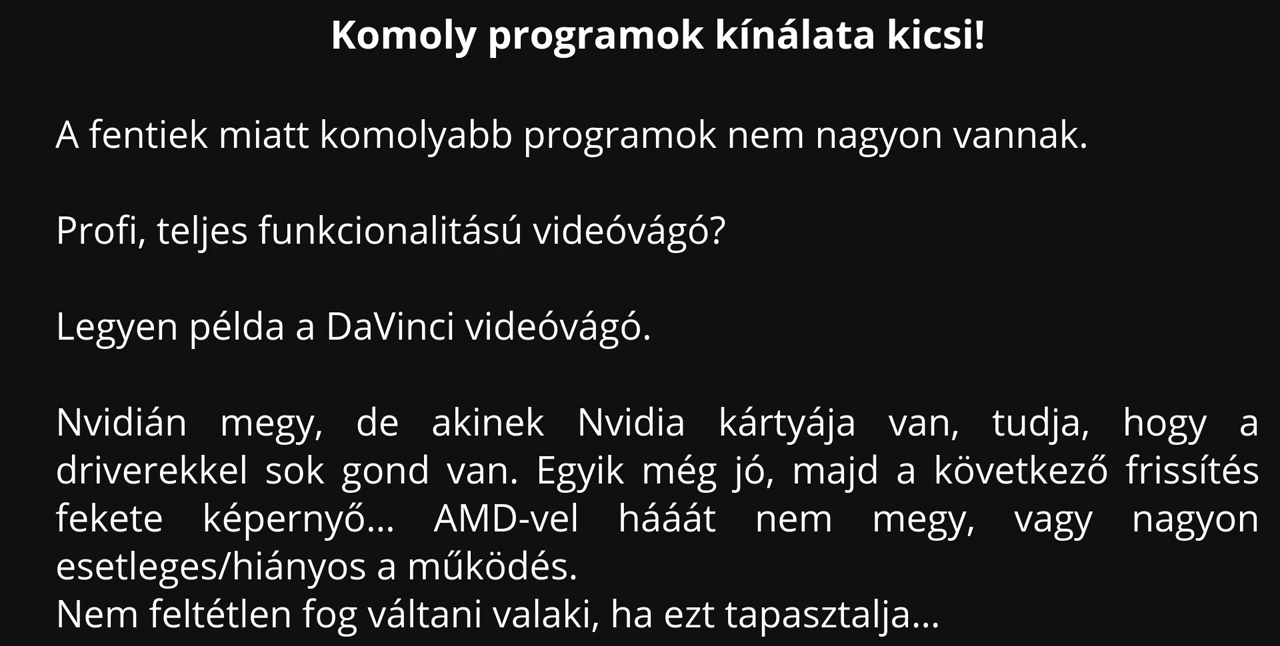 Komoly programok kínálata kicsi!
A fentiek miatt komolyabb programok nem nagyon vannak.
Profi, teljes funkcionalitású videóvágó?
Legyen példa a DaVinci videóvágó.
Nvidián megy, de akinek Nvidia kártyája van, tudja, hogy a
driverekkel sok gond van. Egyik még jó, majd a következő frissítés
fekete képernyő... AMD-vel hááát nem megy, vagy nagyon
esetleges/hiányos a működés.
Nem feltétlen fog váltani valaki, ha ezt tapasztalja...